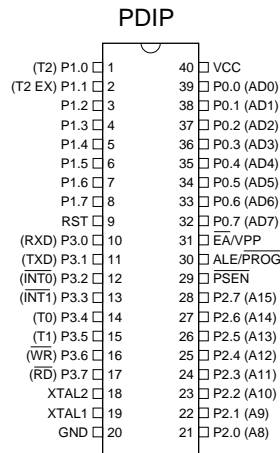 PDIP
(T2) P1.0 1 40 VCC
(T2 EX) P1.1 2 39 P0.0 (AD0)
P1.2 3 38 P0.1 (AD1)
P1.3 4 37 P0.2 (AD2)
P1.4 5 36 P0.3 (AD3)
P1.5 6 35 P0.4 (AD4)
P1.6 7 34 P0.5 (AD5)
P1.7 8 33 P0.6 (AD6)
RST 9 32 P0.7 (AD7)
(RXD) P3.0 10 31 E̅A̅/VPP
(TXD) P3.1 11 30 ALE/P̅R̅O̅G̅
(I̅N̅T̅0̅) P3.2 12 29 P̅S̅E̅N̅
(I̅N̅T̅1̅) P3.3 13 28 P2.7 (A15)
(T0) P3.4 14 27 P2.6 (A14)
(T1) P3.5 15 26 P2.5 (A13)
(W̅R̅) P3.6 16 25 P2.4 (A12)
(R̅D̅) P3.7 17 24 P2.3 (A11)
XTAL2 18 23 P2.2 (A10)
XTAL1 19 22 P2.1 (A9)
GND 20 21 P2.0 (A8)